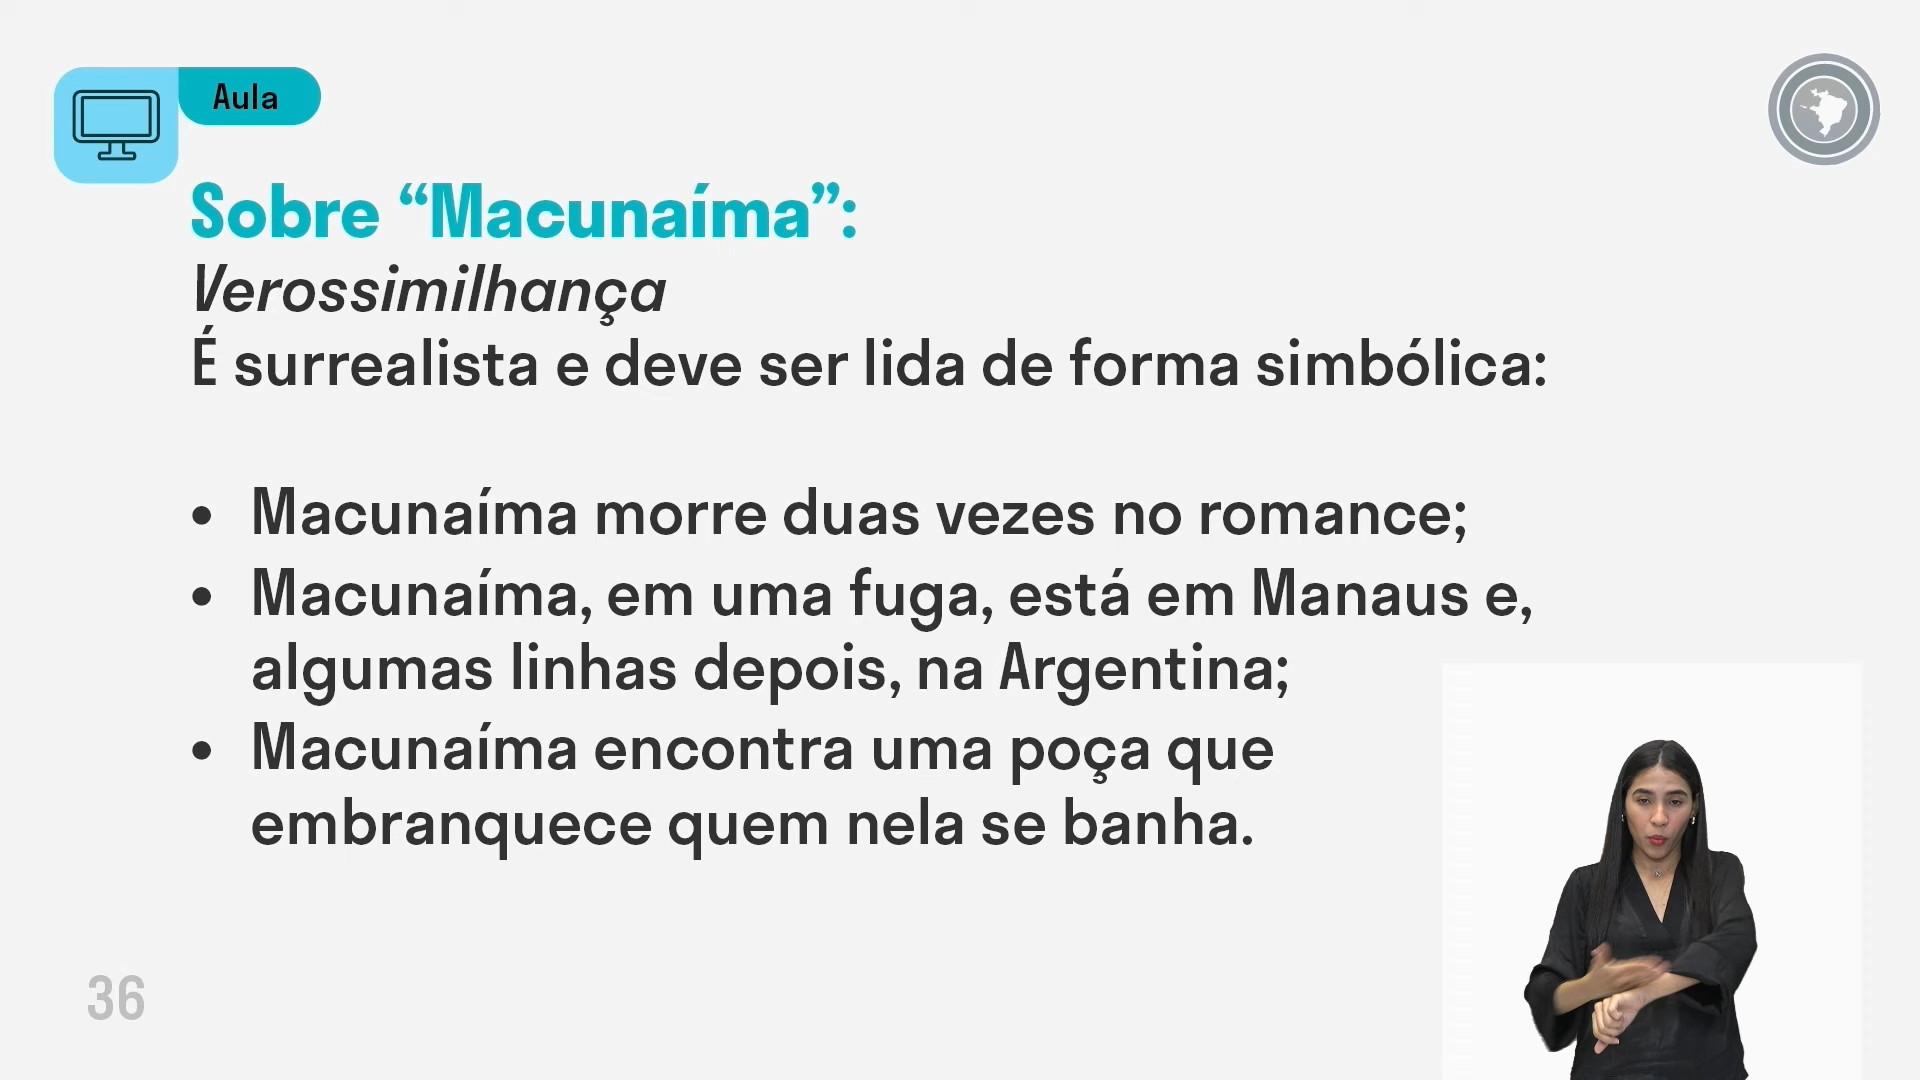 Aula
Sobre “Macunaíma”:
Verossimilhança
É surrealista e deve ser lida de forma simbólica:
• Macunaíma morre duas vezes no romance;
• Macunaíma, em uma fuga, está em Manaus e,
algumas linhas depois, na Argentina;
• Macunaíma encontra uma poça que
embranquece quem nela se banha.
36